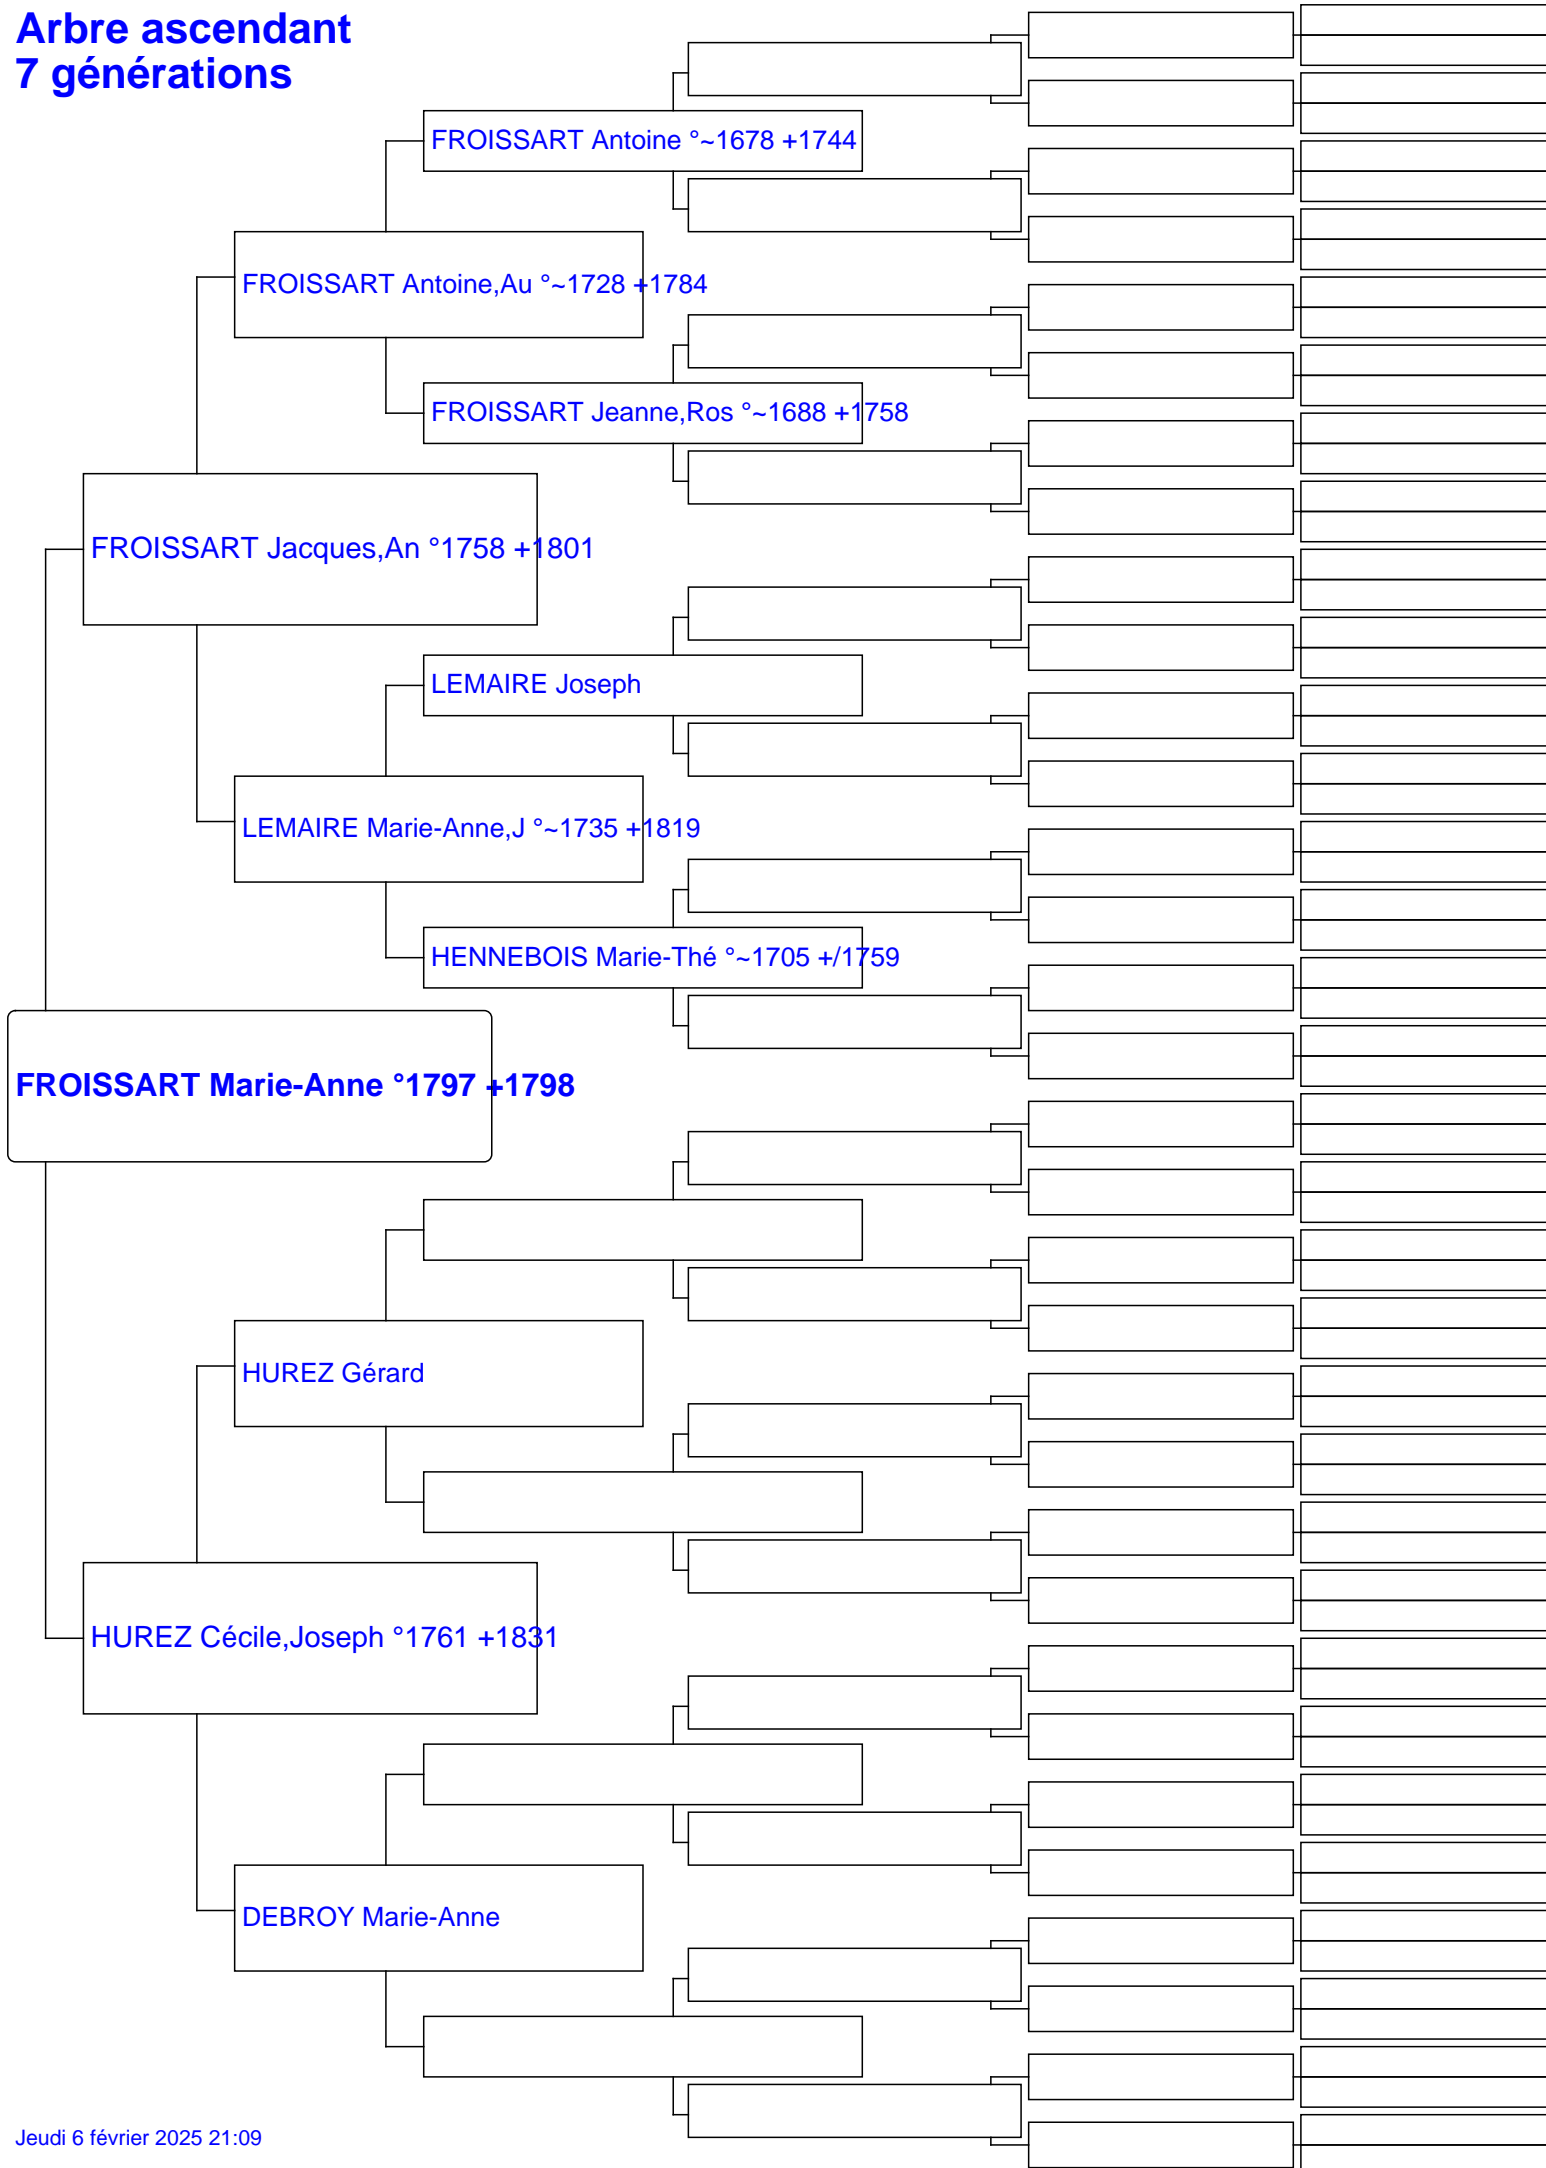 Arbre ascendant
7 générations
FROISSART Antoine °~1678 +1744
FROISSART Antoine,Au °~1728 +1784
FROISSART Jeanne,Ros °~1688 +1758
FROISSART Jacques,An °1758 +1801
LEMAIRE Joseph
LEMAIRE Marie-Anne,J °~1735 +1819
HENNEBOIS Marie-Thé °~1705 +/1759
FROISSART Marie-Anne °1797 +1798
HUREZ Gérard
HUREZ Cécile,Joseph °1761 +1831
DEBROY Marie-Anne
Jeudi 6 février 2025 21:09